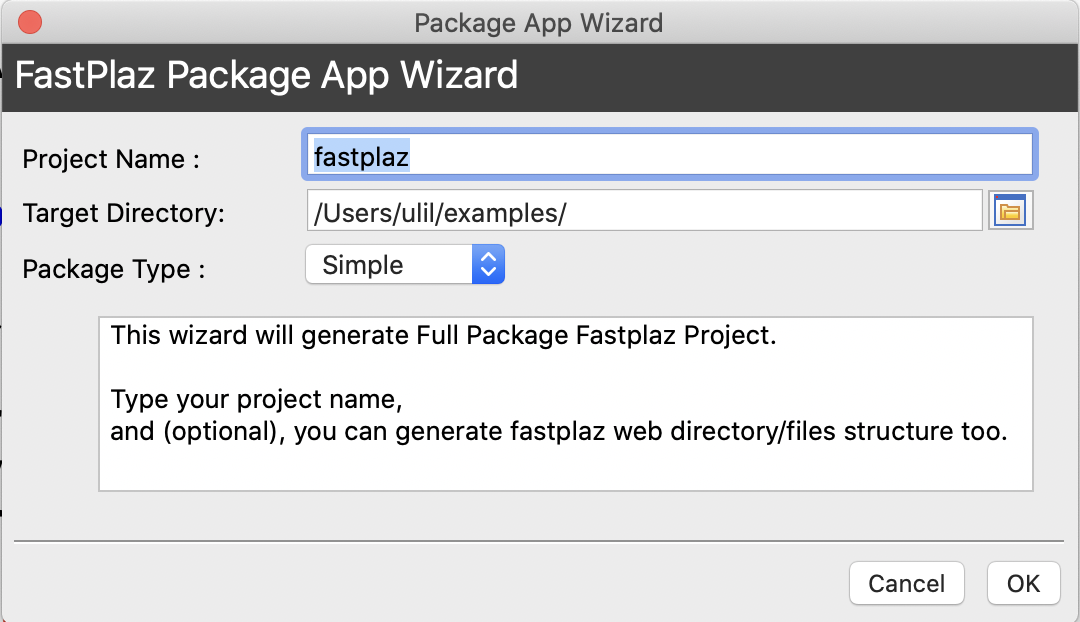 Package App Wizard
FastPlaz Package App Wizard
Project Name :
fastplaz
Target Directory:
/Users/ulil/examples/
Package Type :
Simple
This wizard will generate Full Package Fastplaz Project.
Type your project name,
and (optional), you can generate fastplaz web directory/files structure too.
Cancel
OK